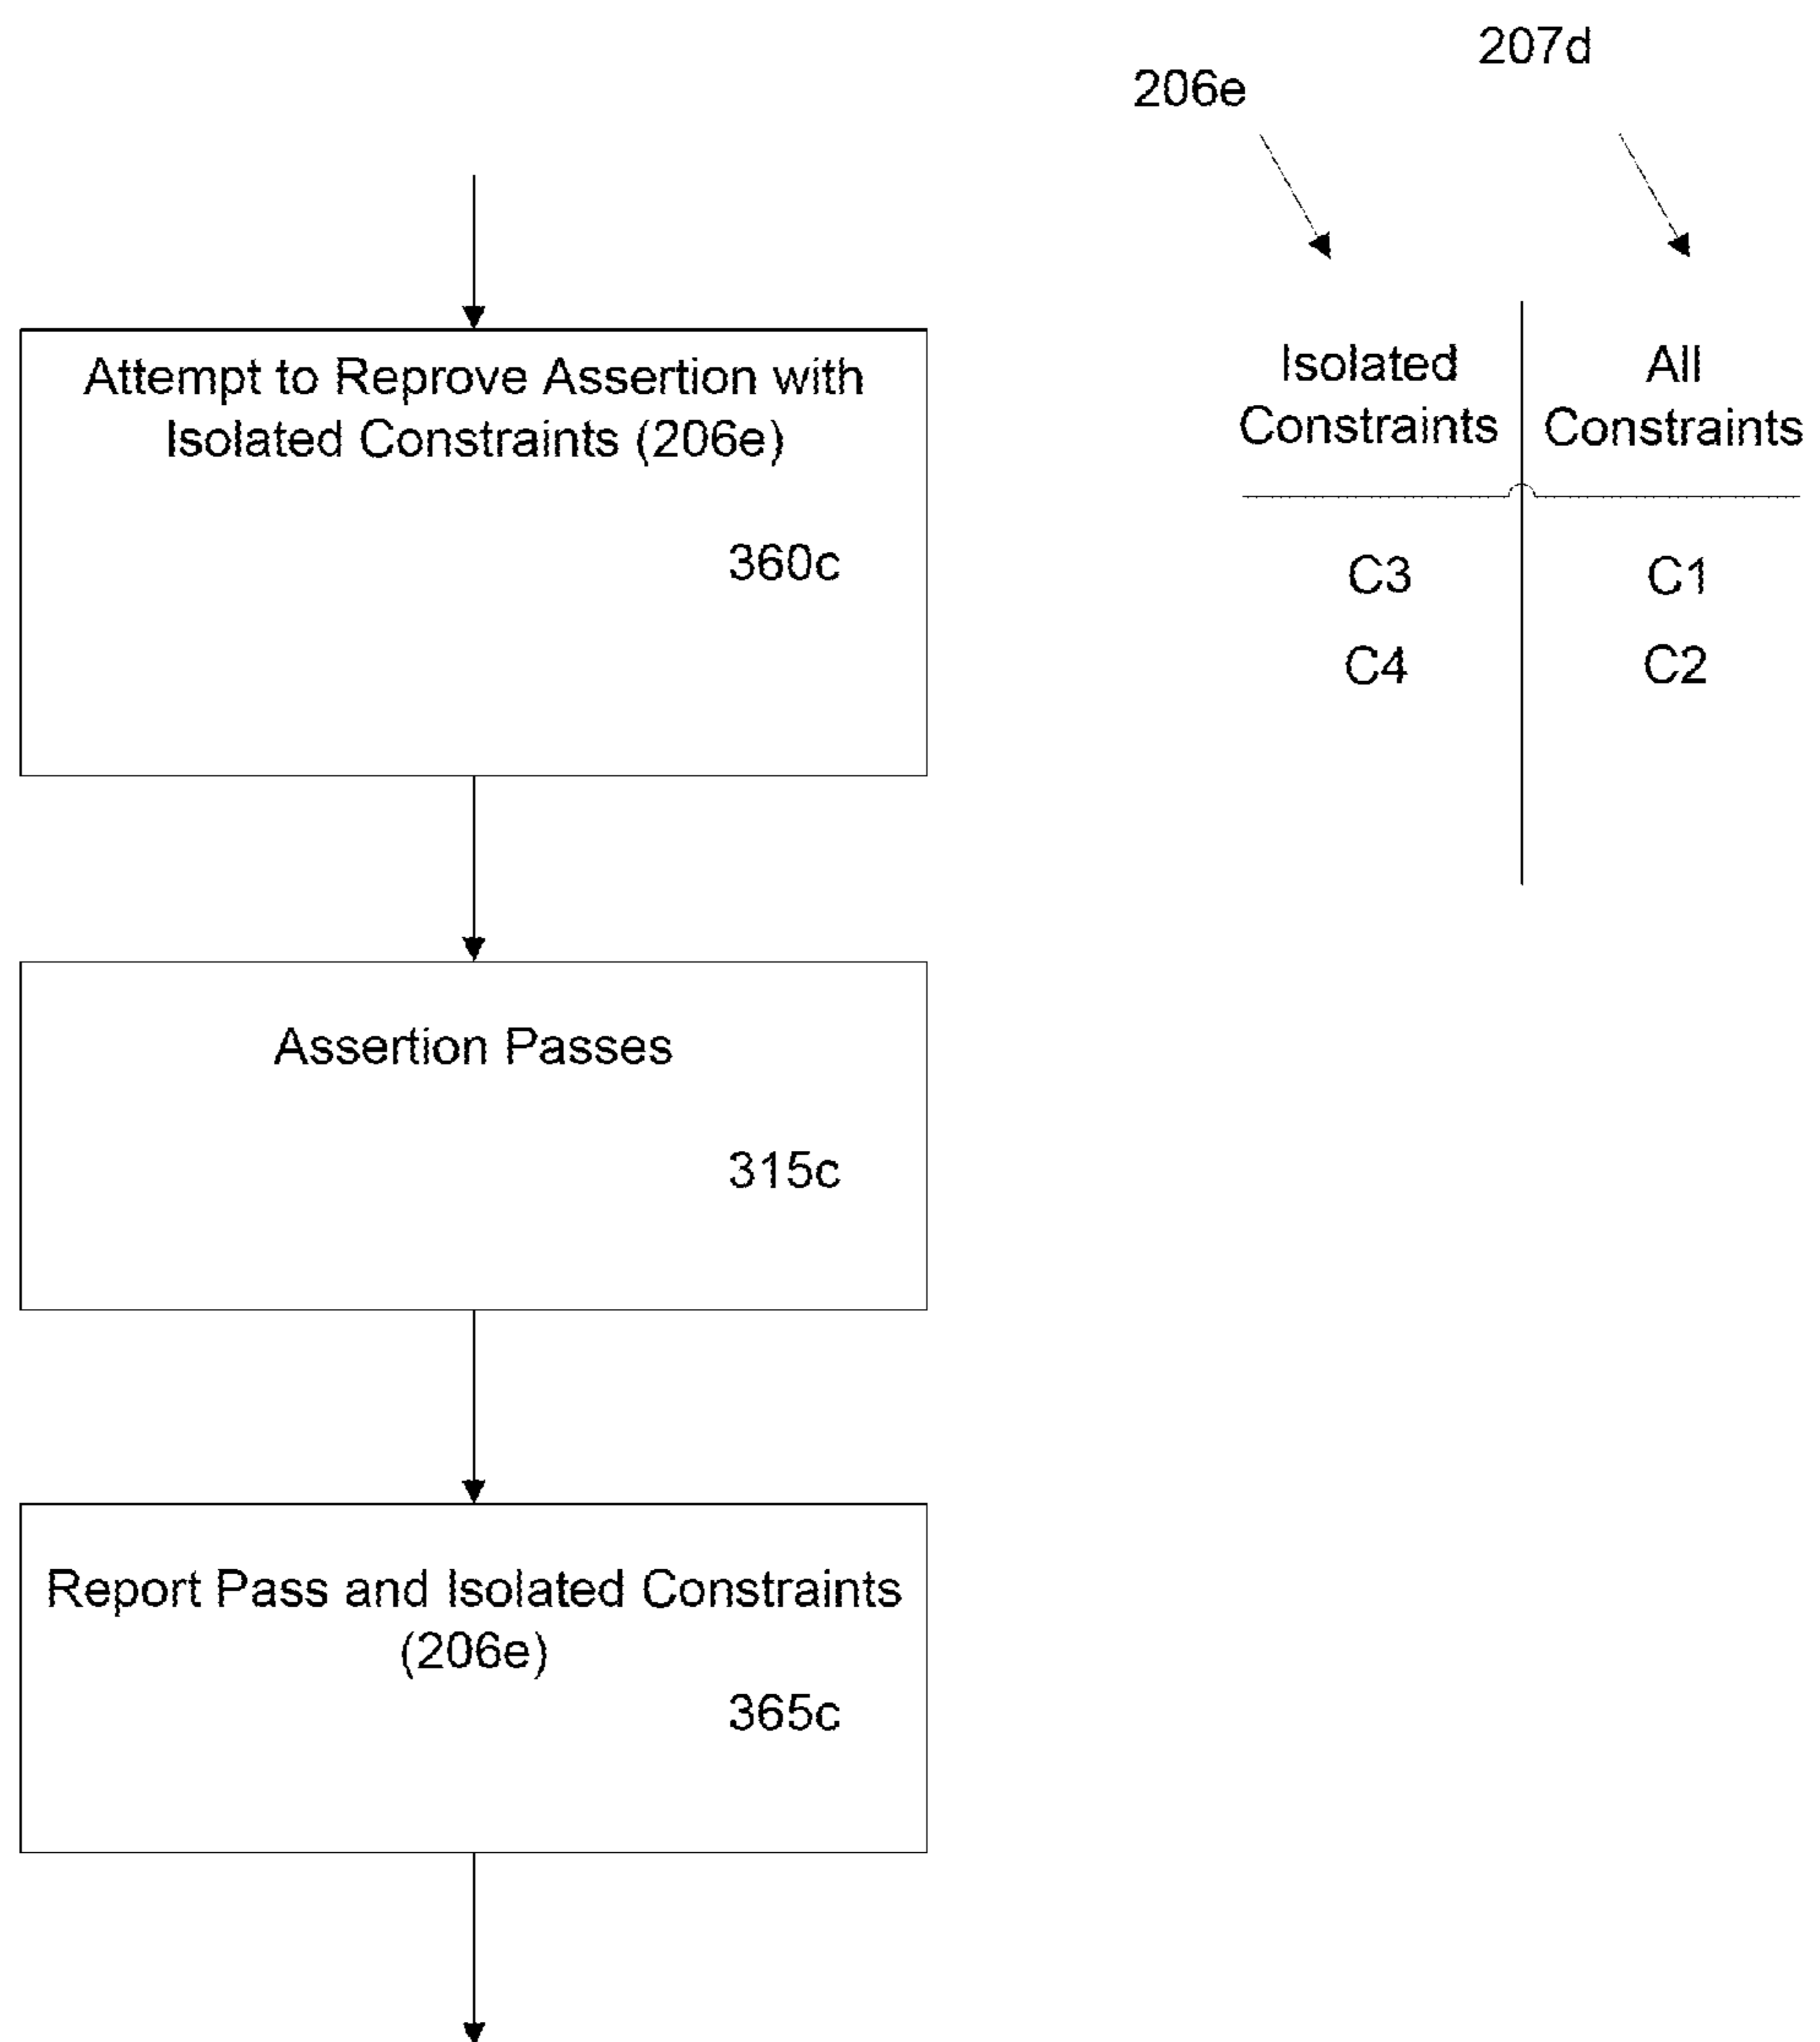 207d
206e
Attempt to Reprove Assertion with
Isolated Constraints (206e)
360c
Isolated
Constraints
All
Constraints
C3
C1
C4
C2
Assertion Passes
315c
Report Pass and Isolated Constraints
(206e)
365c